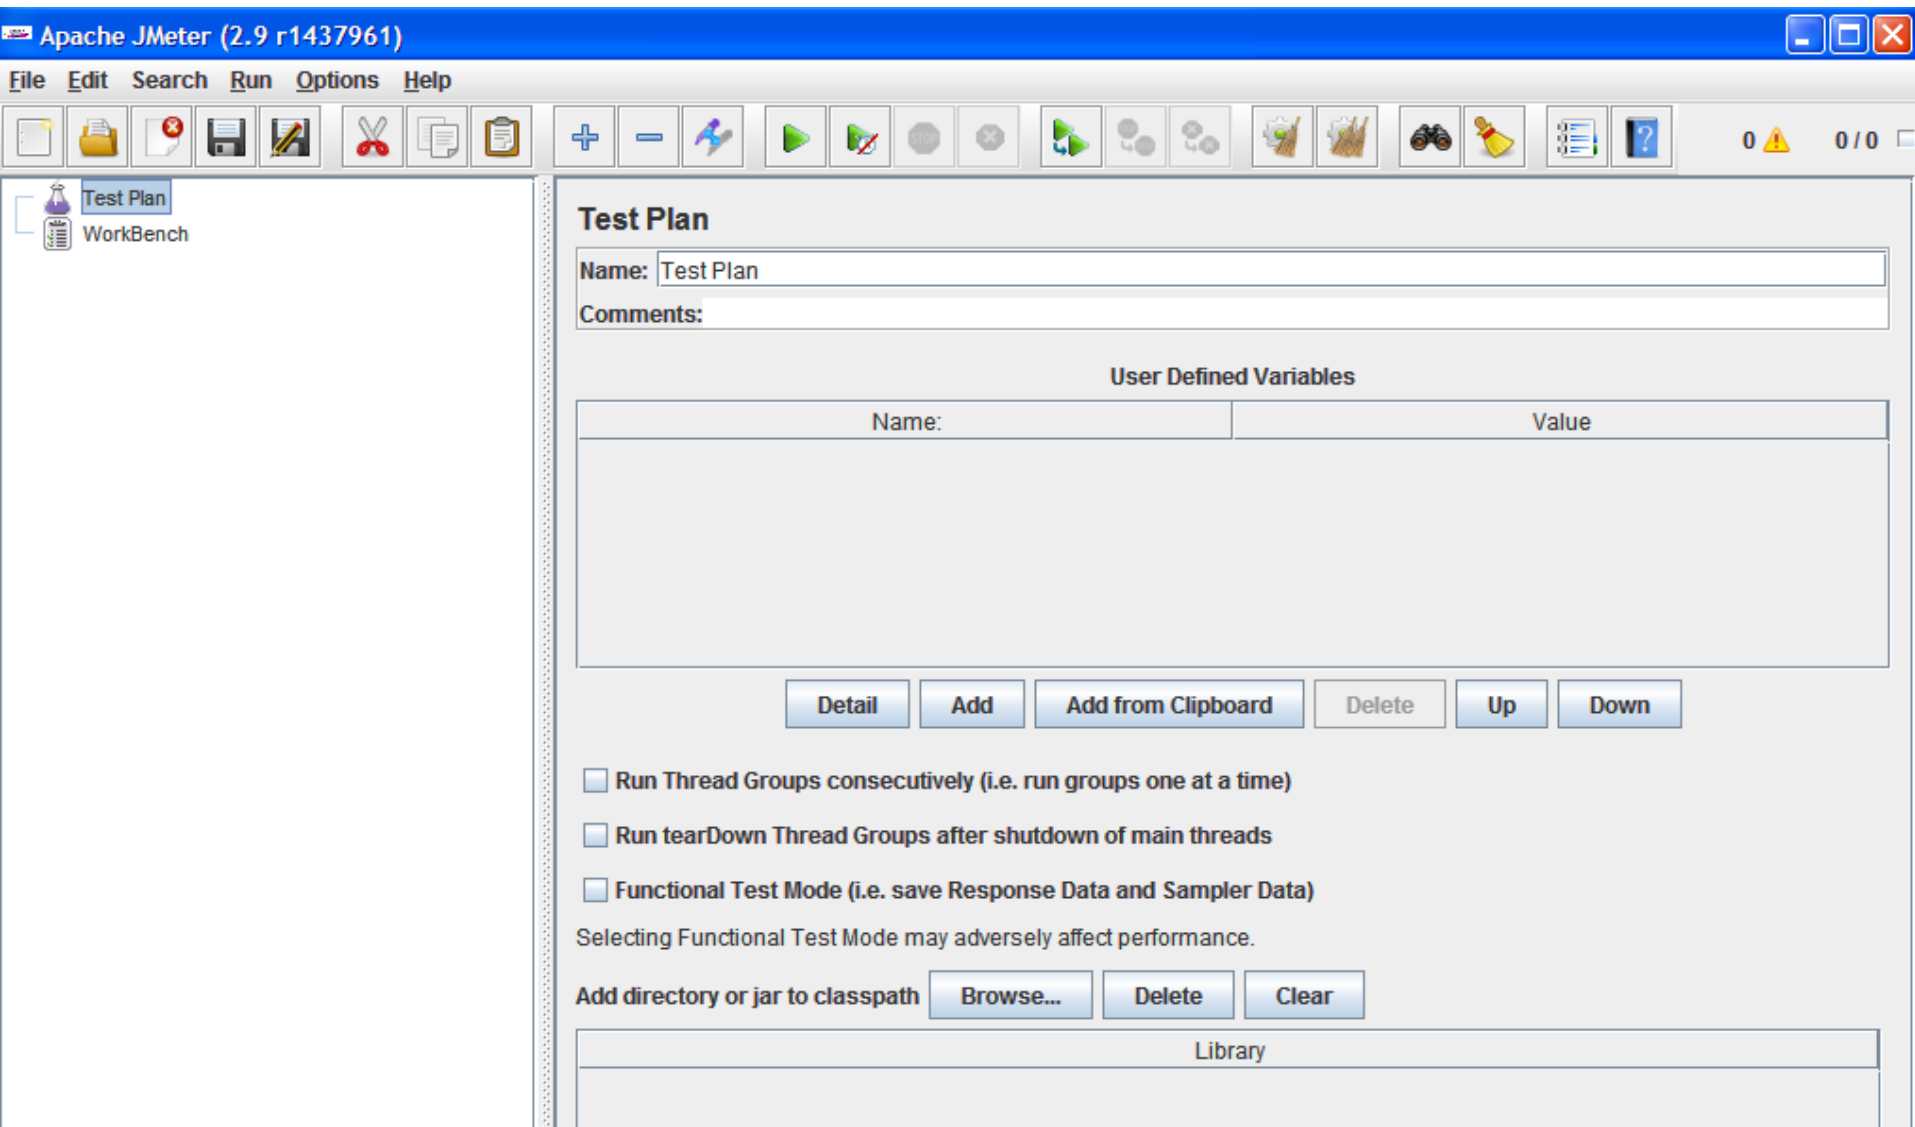 Apache JMeter (2.9 r1437961)
File Edit Search Run Options Help
0 0 / 0
Test Plan
WorkBench
Test Plan
Name: Test Plan
Comments:
User Defined Variables
Name: Value
Detail Add Add from Clipboard Delete Up Down
Run Thread Groups consecutively (i.e. run groups one at a time)
Run tearDown Thread Groups after shutdown of main threads
Functional Test Mode (i.e. save Response Data and Sampler Data)
Selecting Functional Test Mode may adversely affect performance.
Add directory or jar to classpath Browse... Delete Clear
Library